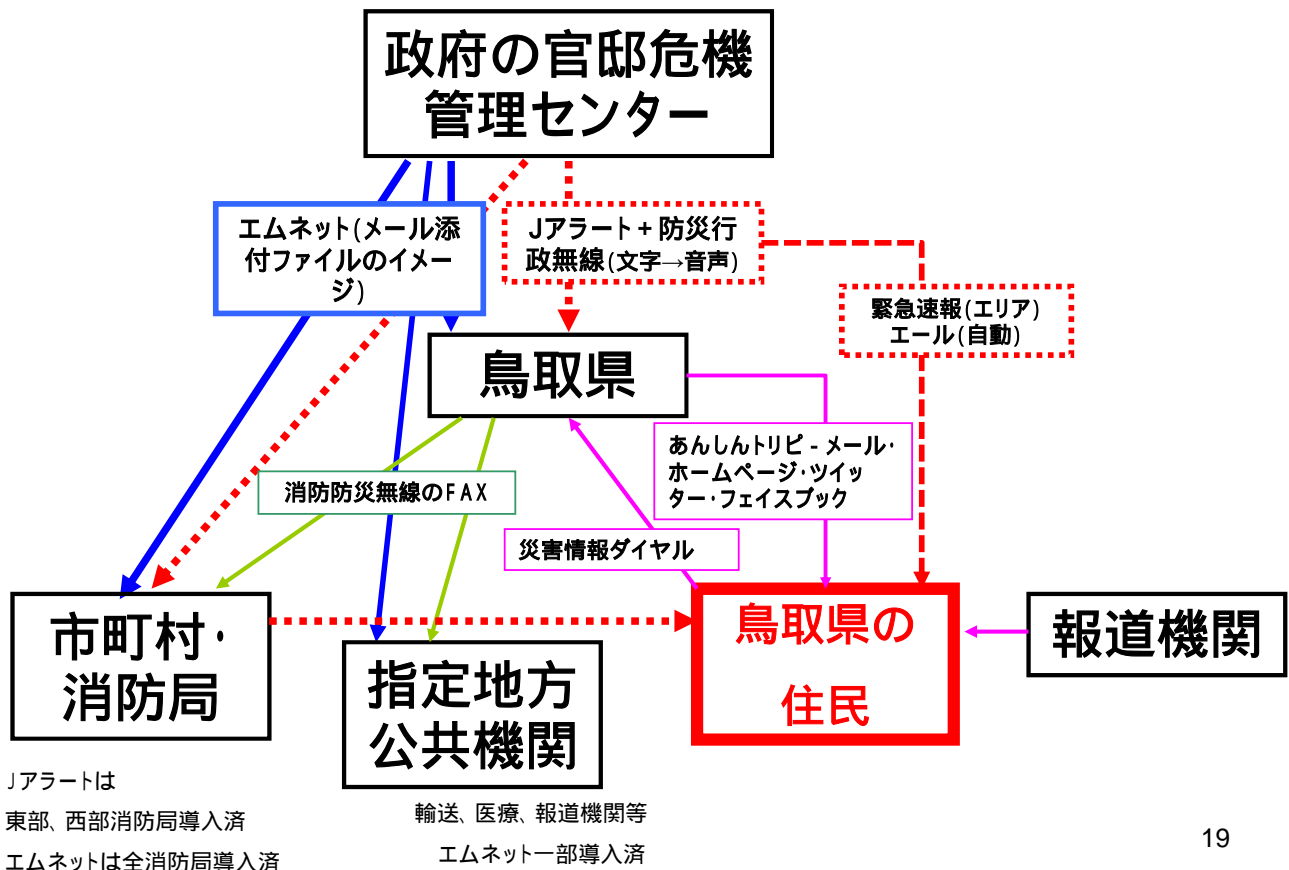 政府の官邸危機
管理センター
エムネット(メール添
付ファイルのイメー
ジ)
Jアラート+防災行
政無線(文字→音声)
緊急速報(エリア)
エール(自動)
鳥取県
あんしんトリピ-メール・
ホームページ・ツイッ
ター・フェイスブック
消防防災無線のFAX
災害情報ダイヤル
市町村・
消防局
指定地方
公共機関
鳥取県の
住民
報道機関
Jアラートは
東部、西部消防局導入済
エムネットは全消防局導入済
輸送、医療、報道機関等
エムネット一部導入済
19